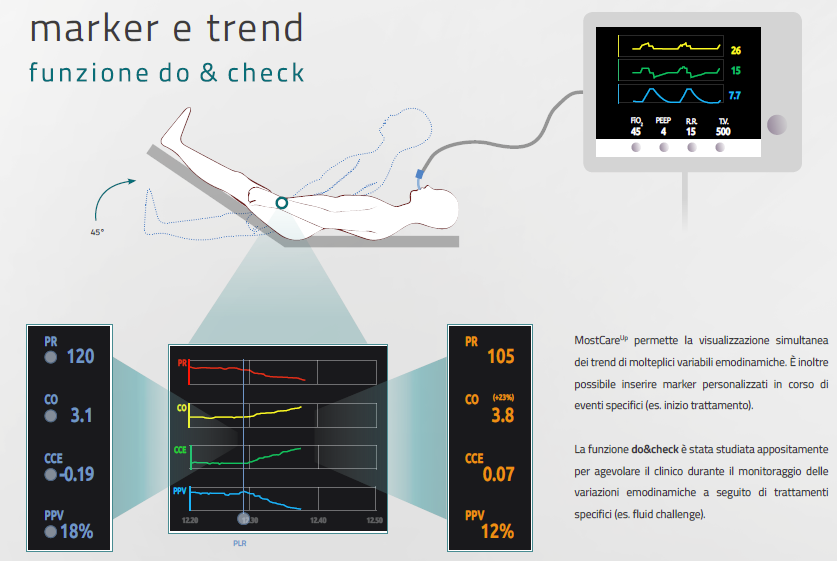 marker e trend
funzione do & check
26
15
7.7
FiO2 PEEP R.R. T.V.
45 4 15 500
45°
PR
120
CO
3.1
CCE
-0.19
PPV
18%
PR
CO
CCE
PPV
12.20 12.30 12.40 12.50
PLR
PR
105
CO (+23%)
3.8
CCE
0.07
PPV
12%
MostCareUp permette la visualizzazione simultanea
dei trend di molteplici variabili emodinamiche. È inoltre
possibile inserire marker personalizzati in corso di
eventi specifici (es. inizio trattamento).
La funzione do&check è stata studiata appositamente
per agevolare il clinico durante il monitoraggio delle
variazioni emodinamiche a seguito di trattamenti
specifici (es. fluid challenge).